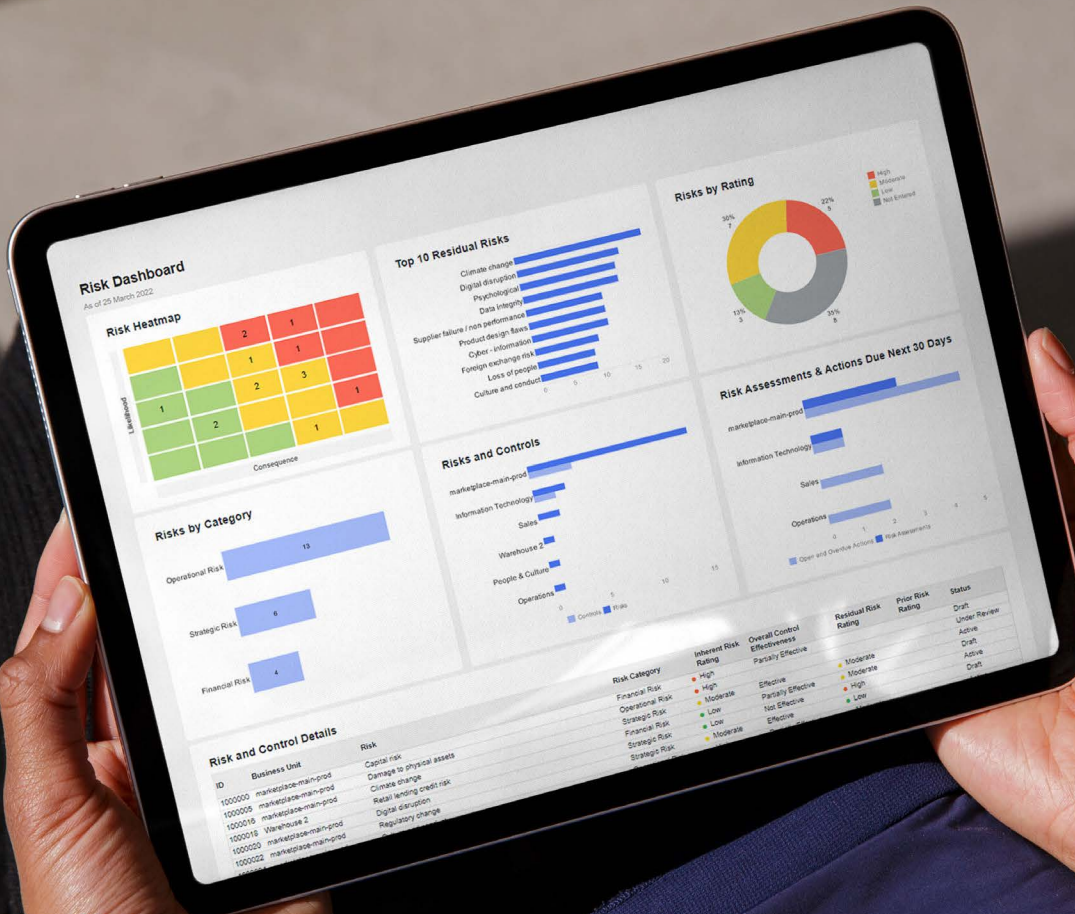 Risk Dashboard
As of 25 March 2022
Risk Heatmap
Likelihood
2 1
1 1
1 2 3
2 1
1
Consequence
Top 10 Residual Risks
Climate change
Digital disruption
Psychological
Data Integrity
Supplier failure / non performance
Product design flaws
Cyber - information
Foreign exchange risk
Loss of people
Culture and conduct
0 5 10 15 20
Risks by Rating
High
Moderate
Low
Not Entered
30%
7
22%
5
13%
3
35%
8
Risks by Category
Operational Risk 13
Strategic Risk 6
Financial Risk 4
Risks and Controls
marketplace-main-prod
Information Technology
Sales
Warehouse 2
People & Culture
Operations
0 5 10 15
Controls Risks
Risk Assessments & Actions Due Next 30 Days
marketplace-main-prod
Information Technology
Sales
Operations
0 1 2 3 4 5
Open and Overdue Actions Risk Assessments
Risk and Control Details
ID Business Unit Risk Risk Category Inherent Risk Rating Overall Control Effectiveness Residual Risk Rating Prior Risk Rating Status
1000000 marketplace-main-prod Capital risk Financial Risk High Partially Effective Draft
1000005 marketplace-main-prod Damage to physical assets Operational Risk High Moderate Under Review
1000016 marketplace-main-prod Climate change Strategic Risk Moderate Effective Moderate Active
1000018 Warehouse 2 Retail lending credit risk Financial Risk Low Partially Effective High Draft
1000020 marketplace-main-prod Digital disruption Strategic Risk Low Not Effective Low Active
1000022 marketplace-main-prod Regulatory change Strategic Risk Moderate Effective Draft